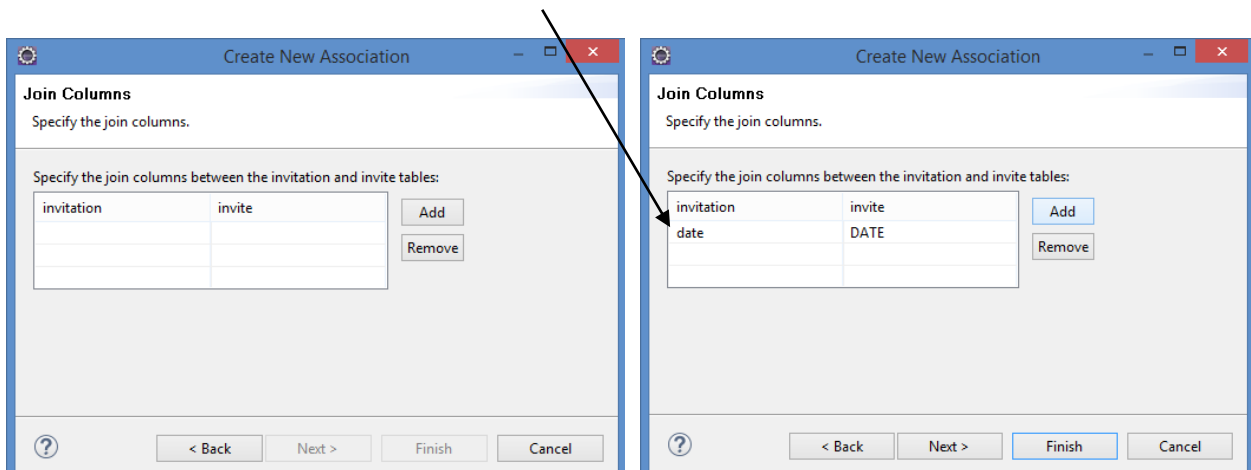 Create New Association
Join Columns
Specify the join columns.
Specify the join columns between the invitation and invite tables:
invitation invite
Add
Remove
< Back Next > Finish Cancel
Create New Association
Join Columns
Specify the join columns.
Specify the join columns between the invitation and invite tables:
invitation invite
Add
date DATE
Remove
< Back Next > Finish Cancel